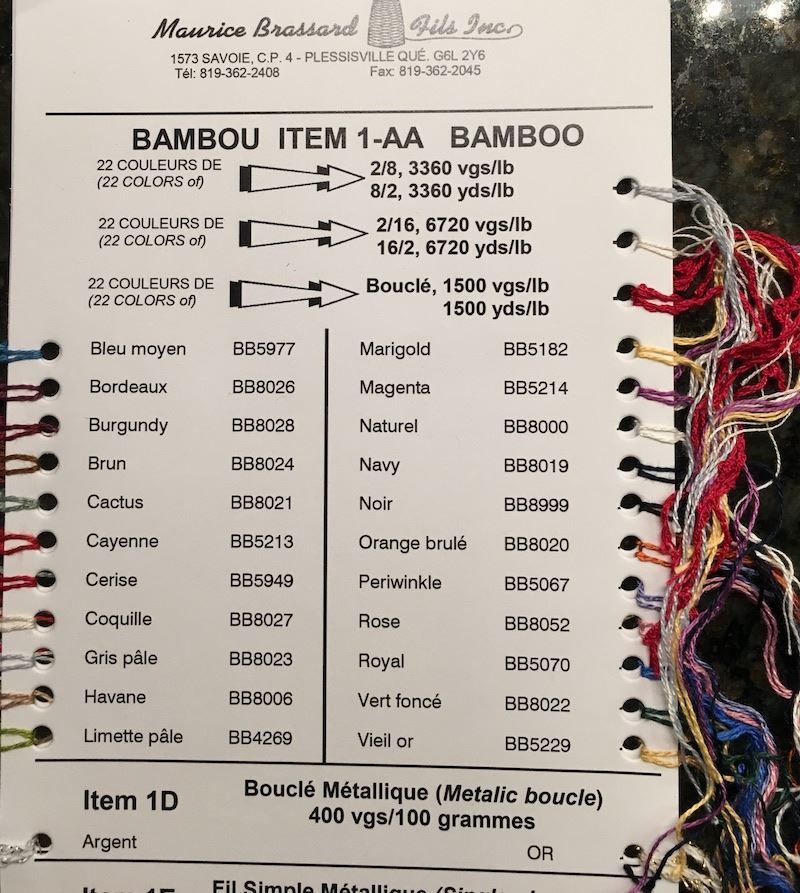 Maurice Brassard Fils Inc.
1573 SAVOIE, C.P. 4 - PLESSISVILLE QUÉ. G6L 2Y6
Tél: 819-362-2408 Fax: 819-362-2045
BAMBOU ITEM 1-AA BAMBOO
22 COULEURS DE
(22 COLORS of)
2/8, 3360 vgs/lb
8/2, 3360 yds/lb
22 COULEURS DE
(22 COLORS of)
2/16, 6720 vgs/lb
16/2, 6720 yds/lb
22 COULEURS DE
(22 COLORS of)
Bouclé, 1500 vgs/lb
1500 yds/lb
Bleu moyen BB5977
Bordeaux BB8026
Burgundy BB8028
Brun BB8024
Cactus BB8021
Cayenne BB5213
Cerise BB5949
Coquille BB8027
Gris pâle BB8023
Havane BB8006
Limette pâle BB4269
Marigold BB5182
Magenta BB5214
Naturel BB8000
Navy BB8019
Noir BB8999
Orange brulé BB8020
Periwinkle BB5067
Rose BB8052
Royal BB5070
Vert foncé BB8022
Vieil or BB5229
Item 1D
Bouclé Métallique (Metalic boucle)
400 vgs/100 grammes
Argent OR
Fil Simple Métallique